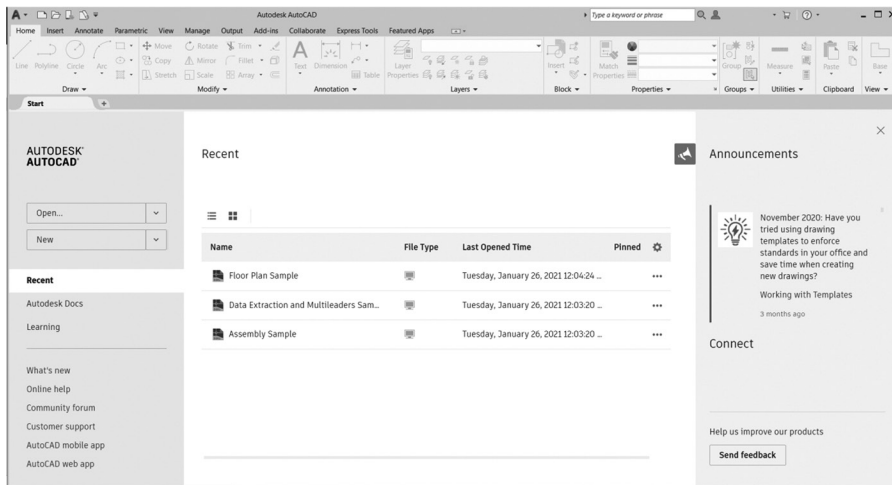 Autodesk AutoCAD
Type a keyword or phrase
Home Insert Annotate Parametric View Manage Output Add-ins Collaborate Express Tools Featured Apps
Line Polyline Circle Arc
Move
Copy
Stretch
Rotate Trim
Mirror Fillet
Scale Array
Text Dimension
Table
Layer
Properties
Insert
Match
Properties
Group
Measure
Paste
Base
Draw Modify Annotation Layers Block Properties Groups Utilities Clipboard View
Start
AUTODESK®
AUTOCAD®
Open...
New
Recent
Autodesk Docs
Learning
What's new
Online help
Community forum
Customer support
AutoCAD mobile app
AutoCAD web app
Recent
Name File Type Last Opened Time Pinned
Floor Plan Sample Tuesday, January 26, 2021 12:04:24 ...
Data Extraction and Multileaders Sam... Tuesday, January 26, 2021 12:03:20 ...
Assembly Sample Tuesday, January 26, 2021 12:03:20 ...
Announcements
November 2020: Have you
tried using drawing
templates to enforce
standards in your office and
save time when creating
new drawings?
Working with Templates
3 months ago
Connect
Help us improve our products
Send feedback